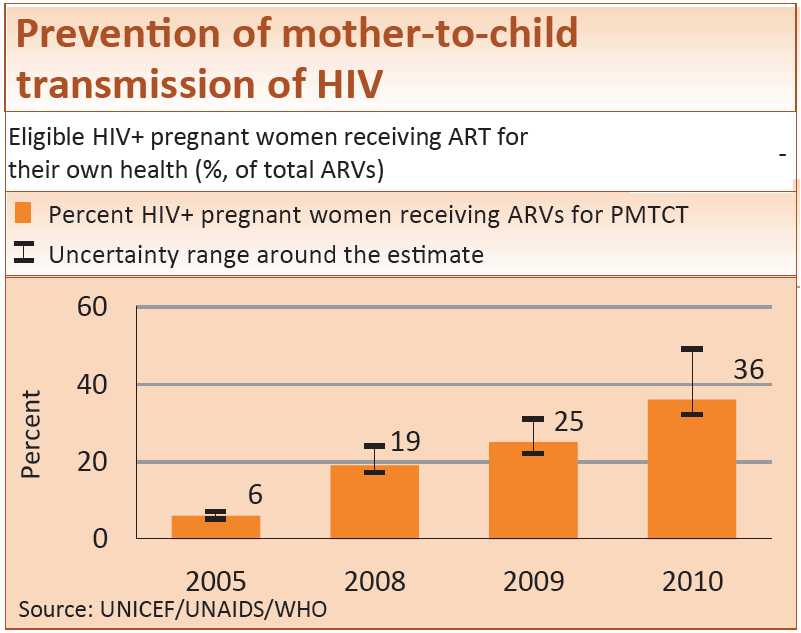 Prevention of mother-to-child
transmission of HIV
Eligible HIV+ pregnant women receiving ART for
their own health (%, of total ARVs)
-
Percent HIV+ pregnant women receiving ARVs for PMTCT
Uncertainty range around the estimate
60
40
20
0
Percent
6
19
25
36
2005
2008
2009
2010
Source: UNICEF/UNAIDS/WHO